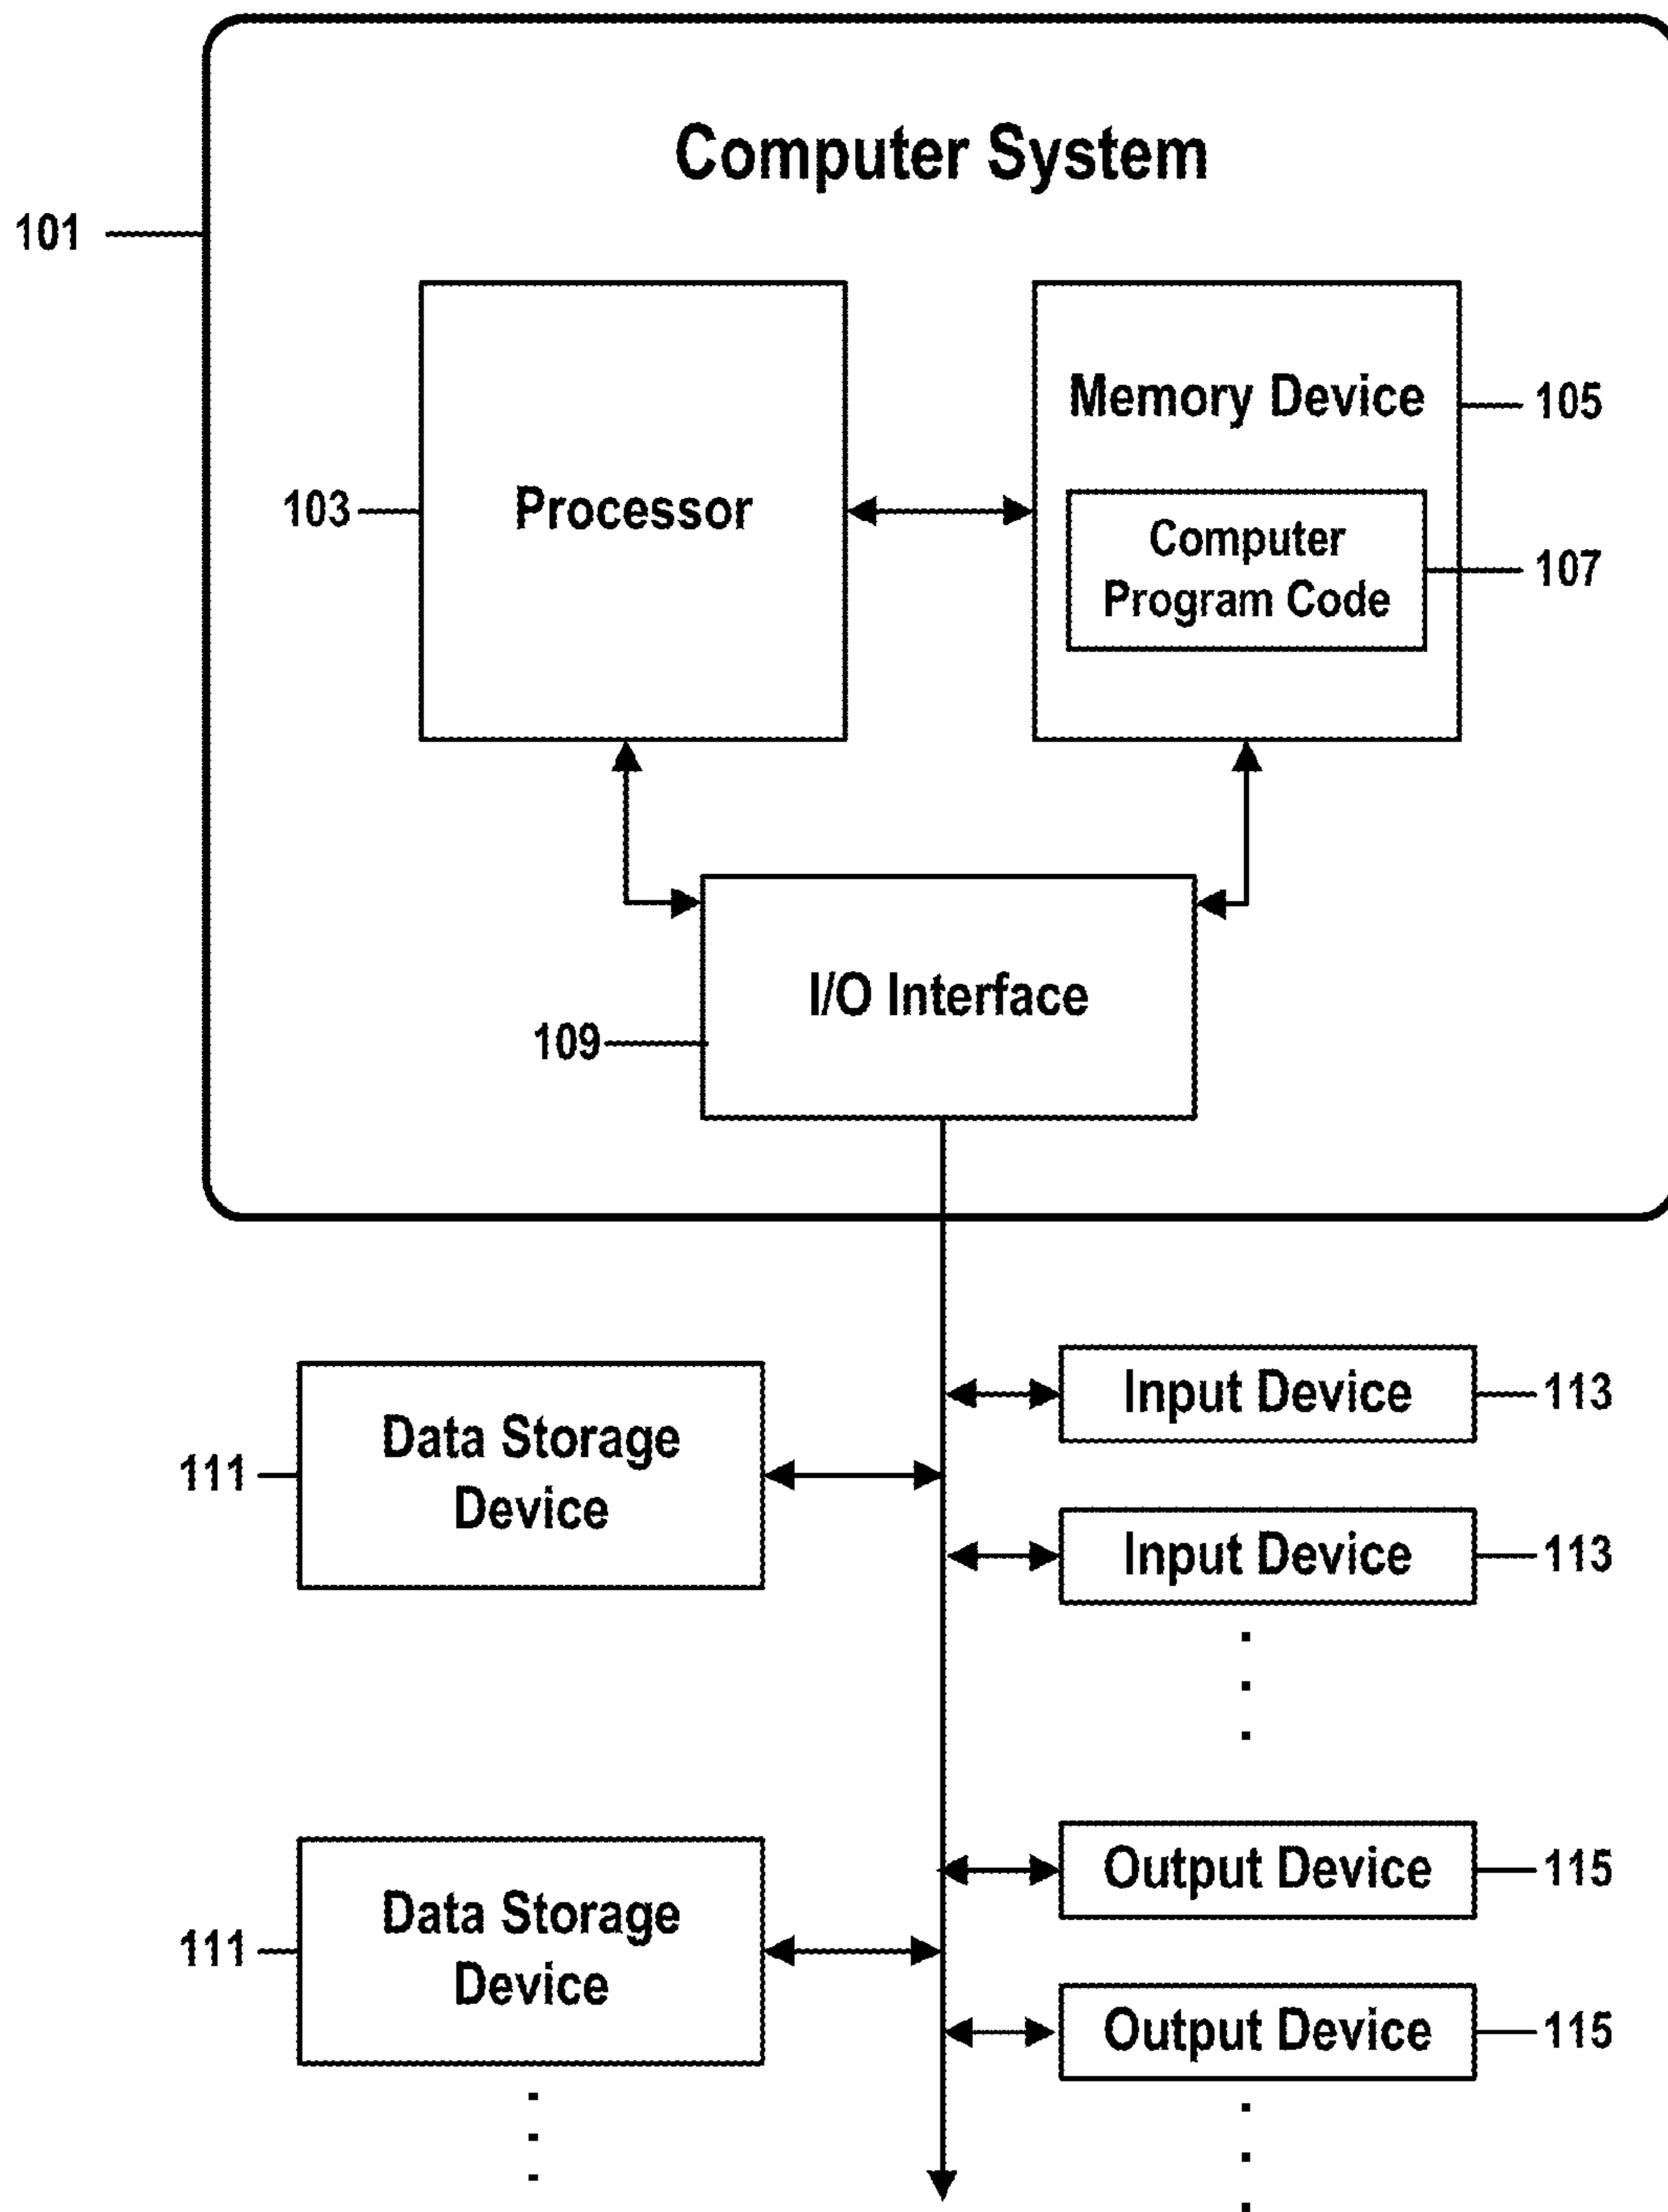 Computer System
101
Memory Device
105
103
Processor
Computer
Program Code
107
I/O Interface
109
Input Device
113
Data Storage
Device
111
Input Device
113
Output Device
115
Data Storage
Device
111
Output Device
115